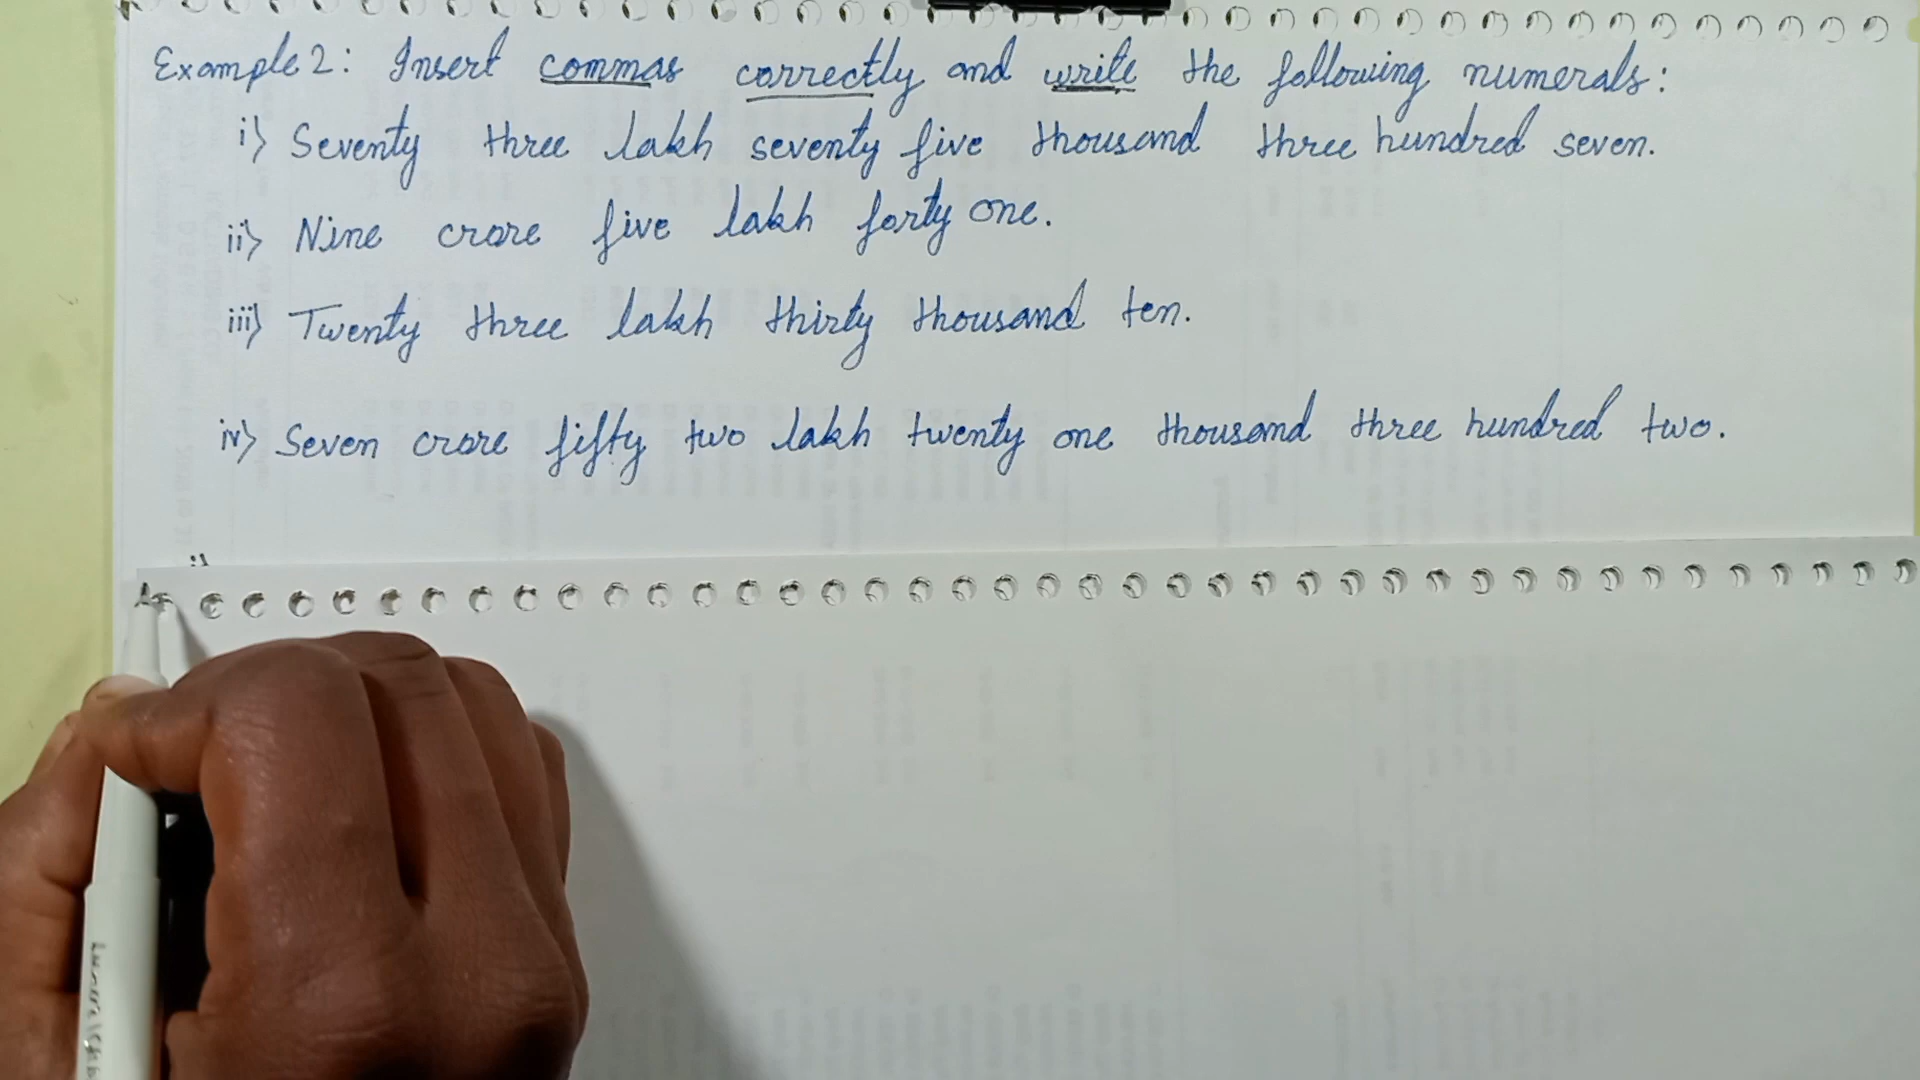 Example 2: Insert commas correctly and write the following numerals:
i) Seventy three lakh seventy five thousand three hundred seven.
ii) Nine crore five lakh forty one.
iii) Twenty three lakh thirty thousand ten.
iv) Seven crore fifty two lakh twenty one thousand three hundred two.